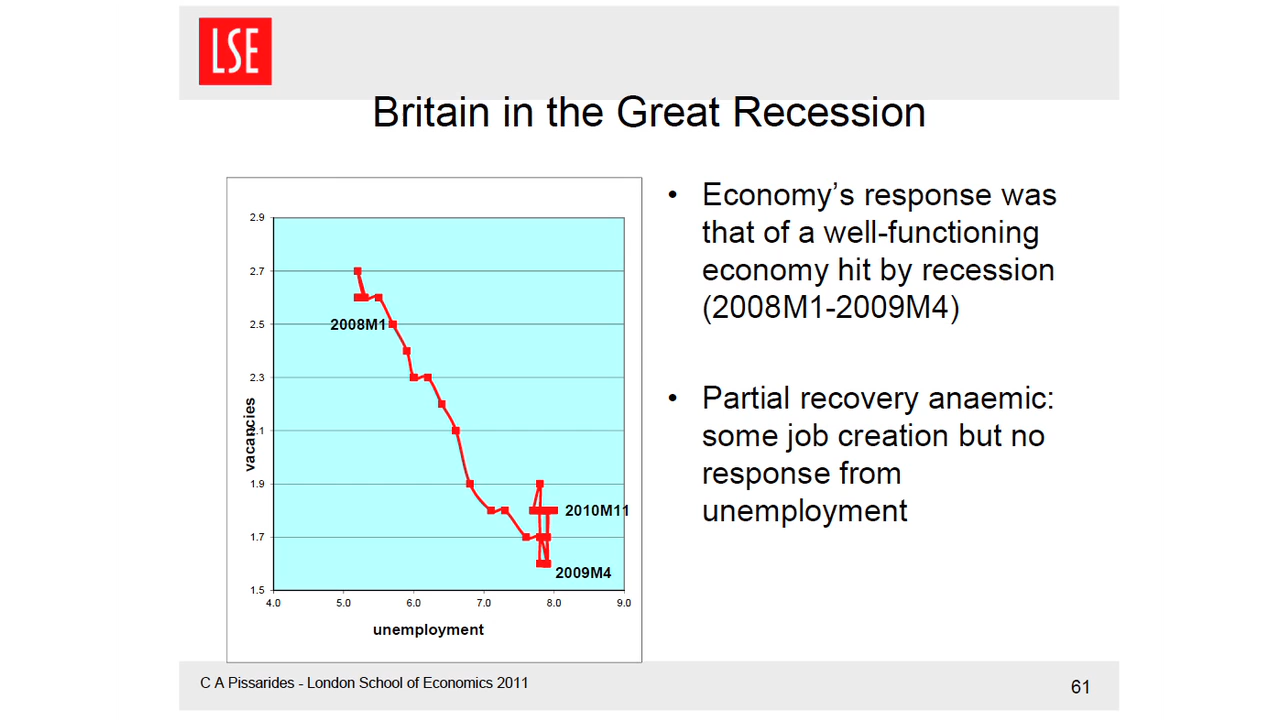 LSE
Britain in the Great Recession
• Economy’s response was
that of a well-functioning
economy hit by recession
(2008M1-2009M4)
• Partial recovery anaemic:
some job creation but no
response from
unemployment
2.9
2.7
2.5
2.3
2.1
1.9
1.7
1.5
vacancies
2008M1
2010M11
2009M4
4.0 5.0 6.0 7.0 8.0 9.0
unemployment
C A Pissarides - London School of Economics 2011
61